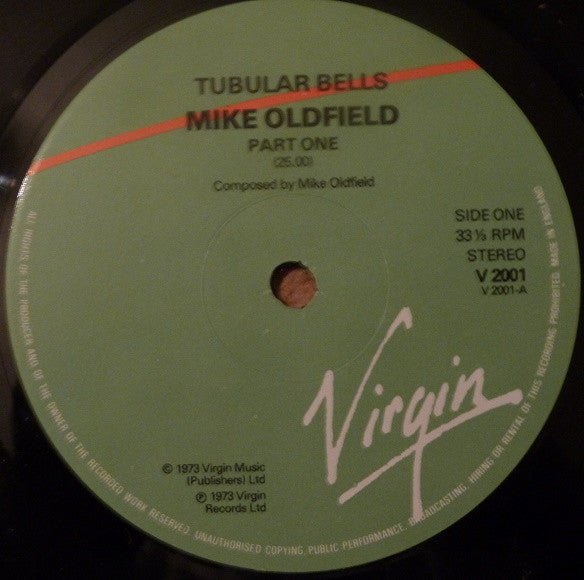 TUBULAR BELLS
MIKE OLDFIELD
PART ONE
(25.00)
Composed by Mike Oldfield
SIDE ONE
33⅓ RPM
STEREO
V 2001
V 2001-A
Virgin
© 1973 Virgin Music
(Publishers) Ltd
℗ 1973 Virgin
Records Ltd
ALL RIGHTS OF THE PRODUCER AND OF THE OWNER OF THE RECORDED WORK RESERVED. UNAUTHORISED COPYING, PUBLIC PERFORMANCE, BROADCASTING, HIRING OR RENTAL OF THIS RECORDING PROHIBITED. MADE IN ENGLAND